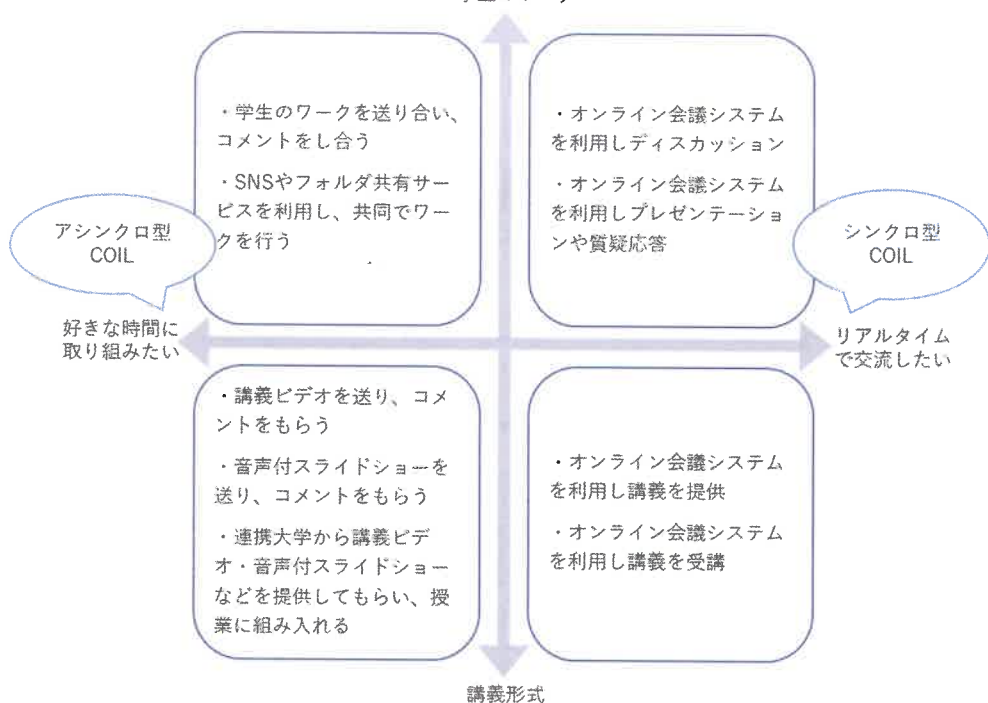 ・学生のワークを送り合い、
コメントをし合う
・SNSやフォルダ共有サー
ビスを利用し、共同でワー
クを行う
・オンライン会議システム
を利用しディスカッション
・オンライン会議システム
を利用しプレゼンテーショ
ンや質疑応答
アシンクロ型
COIL
シンクロ型
COIL
好きな時間に
取り組みたい
リアルタイム
で交流したい
・講義ビデオを送り、コメ
ントをもらう
・音声付スライドショーを
送り、コメントをもらう
・連携大学から講義ビデ
オ・音声付スライドショー
などを提供してもらい、授
業に組み入れる
・オンライン会議システム
を利用し講義を提供
・オンライン会議システム
を利用し講義を受講
講義形式